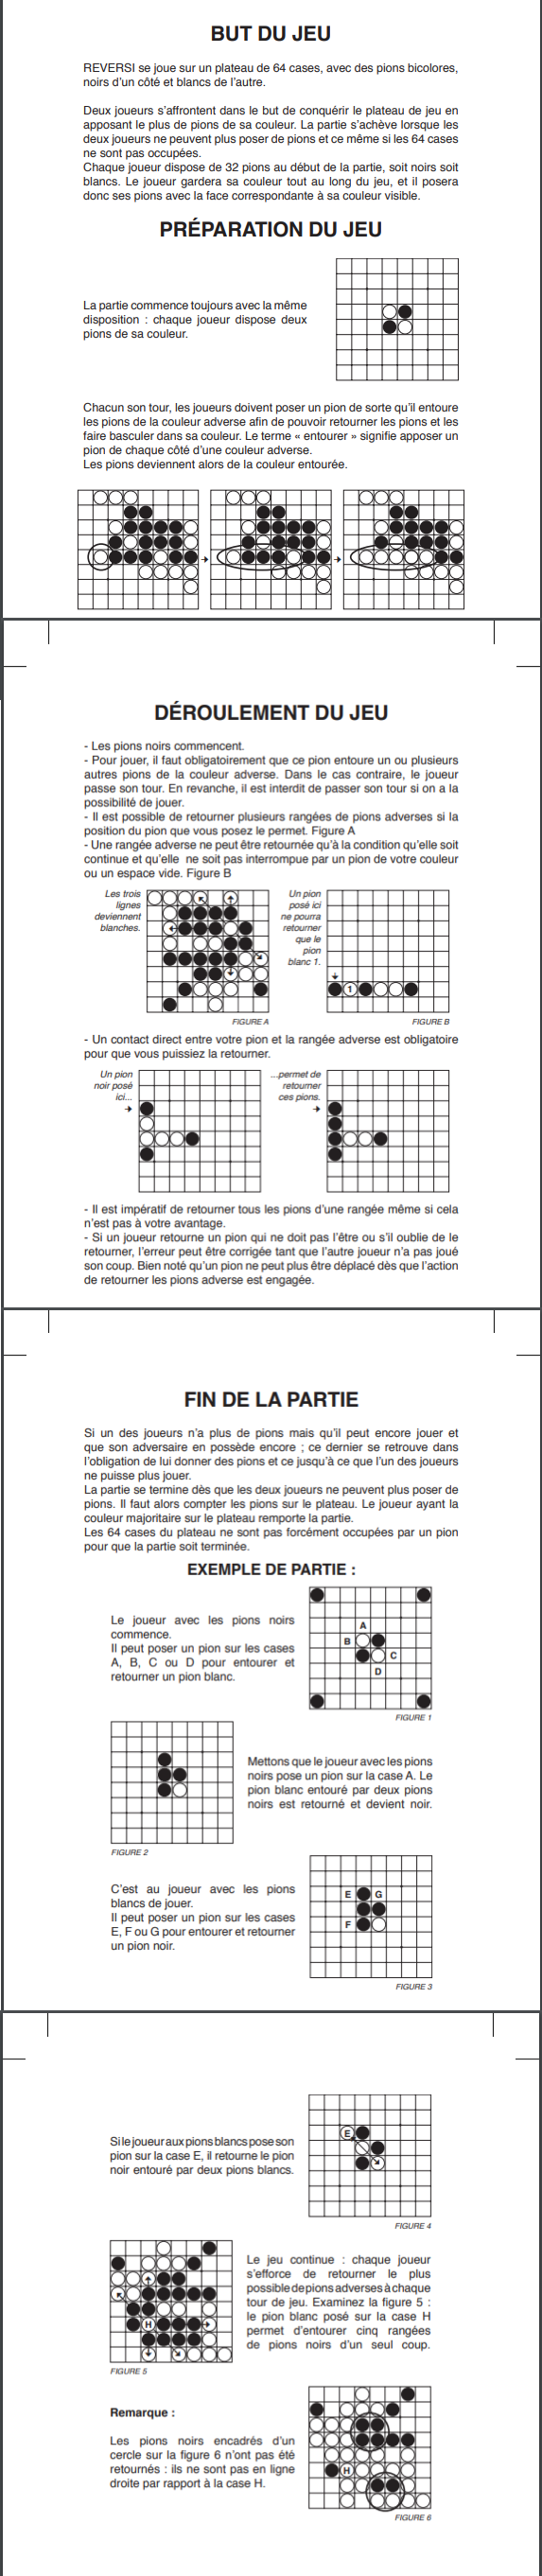 BUT DU JEU
REVERSI se joue sur un plateau de 64 cases, avec des pions bicolores,
noirs d'un côté et blancs de l'autre.
Deux joueurs s'affrontent dans le but de conquérir le plateau de jeu en
apposant le plus de pions de sa couleur. La partie s'achève lorsque les
deux joueurs ne peuvent plus poser de pions et ce même si les 64 cases
ne sont pas occupées.
Chaque joueur dispose de 32 pions au début de la partie, soit noirs soit
blancs. Le joueur gardera sa couleur tout au long du jeu, et il posera
donc ses pions avec la face correspondante à sa couleur visible.
PRÉPARATION DU JEU
La partie commence toujours avec la même
disposition : chaque joueur dispose deux
pions de sa couleur.
Chacun son tour, les joueurs doivent poser un pion de sorte qu'il entoure
les pions de la couleur adverse afin de pouvoir retourner les pions et les
faire basculer dans sa couleur. Le terme « entourer » signifie apposer un
pion de chaque côté d'une couleur adverse.
Les pions deviennent alors de la couleur entourée.
DÉROULEMENT DU JEU
- Les pions noirs commencent.
- Pour jouer, il faut obligatoirement que ce pion entoure un ou plusieurs
autres pions de la couleur adverse. Dans le cas contraire, le joueur
passe son tour. En revanche, il est interdit de passer son tour si on a la
possibilité de jouer.
- Il est possible de retourner plusieurs rangées de pions adverses si la
position du pion que vous posez le permet. Figure A
- Une rangée adverse ne peut être retournée qu'à la condition qu'elle soit
continue et qu'elle ne soit pas interrompue par un pion de votre couleur
ou un espace vide. Figure B
Les trois
lignes
deviennent
blanches.
FIGURE A
Un pion
posé ici
ne pourra
retourner
que le
pion
blanc 1.
1
FIGURE B
- Un contact direct entre votre pion et la rangée adverse est obligatoire
pour que vous puissiez la retourner.
Un pion
noir posé
ici...
...permet de
retourner
ces pions.
- Il est impératif de retourner tous les pions d'une rangée même si cela
n'est pas à votre avantage.
- Si un joueur retourne un pion qui ne doit pas l'être ou s'il oublie de le
retourner, l'erreur peut être corrigée tant que l'autre joueur n'a pas joué
son coup. Bien noté qu'un pion ne peut plus être déplacé dès que l'action
de retourner les pions adverse est engagée.
FIN DE LA PARTIE
Si un des joueurs n'a plus de pions mais qu'il peut encore jouer et
que son adversaire en possède encore ; ce dernier se retrouve dans
l'obligation de lui donner des pions et ce jusqu'à ce que l'un des joueurs
ne puisse plus jouer.
La partie se termine dès que les deux joueurs ne peuvent plus poser de
pions. Il faut alors compter les pions sur le plateau. Le joueur ayant la
couleur majoritaire sur le plateau remporte la partie.
Les 64 cases du plateau ne sont pas forcément occupées par un pion
pour que la partie soit terminée.
EXEMPLE DE PARTIE :
Le joueur avec les pions noirs
commence.
Il peut poser un pion sur les cases
A, B, C ou D pour entourer et
retourner un pion blanc.
A
B
C
D
FIGURE 1
Mettons que le joueur avec les pions
noirs pose un pion sur la case A. Le
pion blanc entouré par deux pions
noirs est retourné et devient noir.
FIGURE 2
C'est au joueur avec les pions
blancs de jouer.
Il peut poser un pion sur les cases
E, F ou G pour entourer et retourner
un pion noir.
E G
F
FIGURE 3
Si le joueur aux pions blancs pose son
pion sur la case E, il retourne le pion
noir entouré par deux pions blancs.
E
FIGURE 4
Le jeu continue : chaque joueur
s'efforce de retourner le plus
possible de pions adverses à chaque
tour de jeu. Examinez la figure 5 :
le pion blanc posé sur la case H
permet d'entourer cinq rangées
de pions noirs d'un seul coup.
H
FIGURE 5
Remarque :
Les pions noirs encadrés d'un
cercle sur la figure 6 n'ont pas été
retournés : ils ne sont pas en ligne
droite par rapport à la case H.
H
FIGURE 6